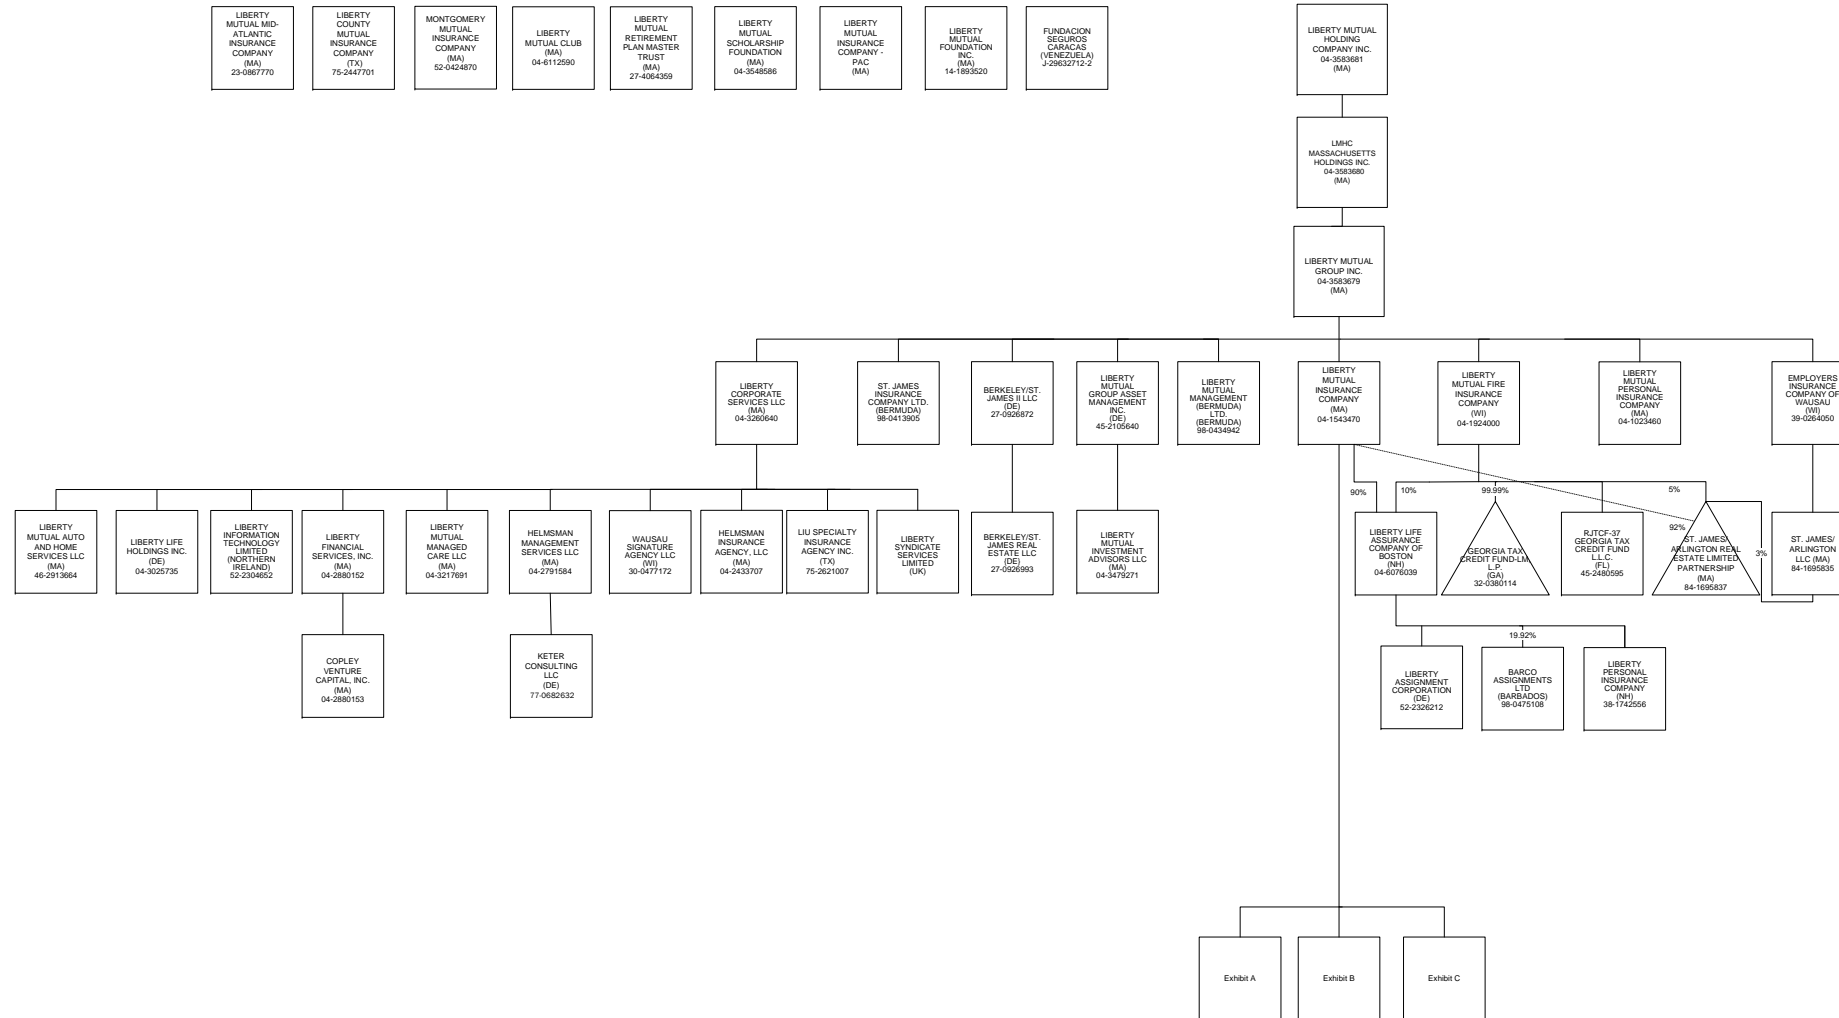 LIBERTY
MUTUAL MID-
ATLANTIC
INSURANCE
COMPANY
(MA)
23-0867770
LIBERTY
COUNTY
MUTUAL
INSURANCE
COMPANY
(TX)
75-2447701
MONTGOMERY
MUTUAL
INSURANCE
COMPANY
(MA)
52-0424870
LIBERTY
MUTUAL CLUB
(MA)
04-6112590
LIBERTY
MUTUAL
RETIREMENT
PLAN MASTER
TRUST
(MA)
27-4064359
LIBERTY
MUTUAL
SCHOLARSHIP
FOUNDATION
(MA)
04-3548586
LIBERTY
MUTUAL
INSURANCE
COMPANY -
PAC
(MA)
LIBERTY
MUTUAL
FOUNDATION
INC.
(MA)
14-1893520
FUNDACION
SEGUROS
CARACAS
(VENEZUELA)
J-29632712-2
LIBERTY MUTUAL
HOLDING
COMPANY INC.
04-3583681
(MA)
LMHC
MASSACHUSETTS
HOLDINGS INC.
04-3583680
(MA)
LIBERTY MUTUAL
GROUP INC.
04-3583679
(MA)
LIBERTY
CORPORATE
SERVICES LLC
(MA)
04-3260640
ST. JAMES
INSURANCE
COMPANY LTD.
(BERMUDA)
98-0413905
BERKELEY/ST.
JAMES II LLC
(DE)
27-0926872
LIBERTY
MUTUAL
GROUP ASSET
MANAGEMENT
INC.
(DE)
45-2105640
LIBERTY
MUTUAL
MANAGEMENT
(BERMUDA)
LTD.
(BERMUDA)
98-0434942
LIBERTY
MUTUAL
INSURANCE
COMPANY
(MA)
04-1543470
LIBERTY
MUTUAL FIRE
INSURANCE
COMPANY
(WI)
04-1924000
LIBERTY
MUTUAL
PERSONAL
INSURANCE
COMPANY
(MA)
04-1023460
EMPLOYERS
INSURANCE
COMPANY OF
WAUSAU
(WI)
39-0264050
LIBERTY
MUTUAL AUTO
AND HOME
SERVICES LLC
(MA)
46-2913664
LIBERTY LIFE
HOLDINGS INC.
(DE)
04-3025735
LIBERTY
INFORMATION
TECHNOLOGY
LIMITED
(NORTHERN
IRELAND)
52-2304652
LIBERTY
FINANCIAL
SERVICES, INC.
(MA)
04-2880152
LIBERTY
MUTUAL
MANAGED
CARE LLC
(MA)
04-3217691
HELMSMAN
MANAGEMENT
SERVICES LLC
(MA)
04-2791584
WAUSAU
SIGNATURE
AGENCY LLC
(WI)
30-0477172
HELMSMAN
INSURANCE
AGENCY, LLC
(MA)
04-2433707
LIU SPECIALTY
INSURANCE
AGENCY INC.
(TX)
75-2621007
LIBERTY
SYNDICATE
SERVICES
LIMITED
(UK)
BERKELEY/ST.
JAMES REAL
ESTATE LLC
(DE)
27-0926993
LIBERTY
MUTUAL
INVESTMENT
ADVISORS LLC
(MA)
04-3479271
90%
10%
99.99%
5%
92%
3%
LIBERTY LIFE
ASSURANCE
COMPANY OF
BOSTON
(NH)
04-6076039
GEORGIA TAX
CREDIT FUND-LM
L.P.
(GA)
32-0380114
RJTCF-37
GEORGIA TAX
CREDIT FUND
L.L.C.
(FL)
45-2480595
ST. JAMES/
ARLINGTON REAL
ESTATE LIMITED
PARTNERSHIP
(MA)
84-1695837
ST. JAMES/
ARLINGTON
LLC (MA)
84-1695835
COPLEY
VENTURE
CAPITAL, INC.
(MA)
04-2880153
KETER
CONSULTING
LLC
(DE)
77-0682632
19.92%
LIBERTY
ASSIGNMENT
CORPORATION
(DE)
52-2326212
BARCO
ASSIGNMENTS
LTD
(BARBADOS)
98-0475108
LIBERTY
PERSONAL
INSURANCE
COMPANY
(NH)
38-1742556
Exhibit A
Exhibit B
Exhibit C